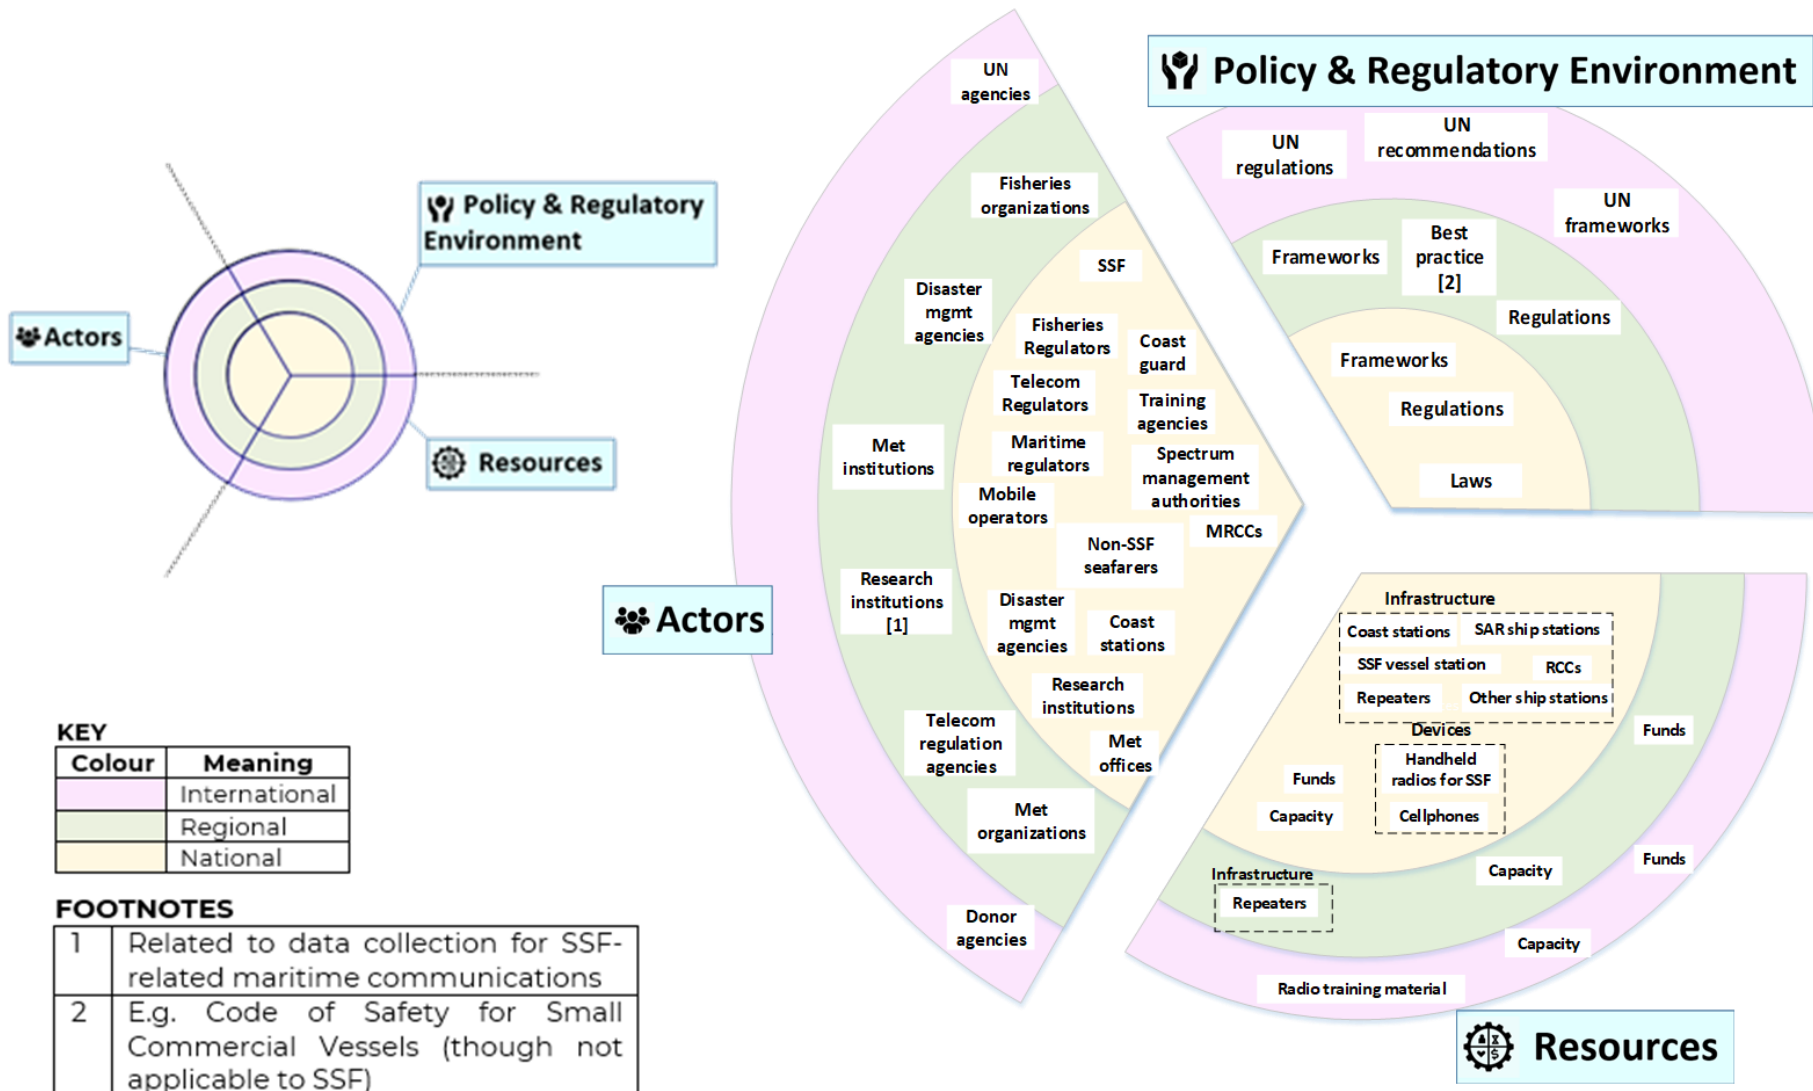 Policy & Regulatory
Environment
Actors
Resources
KEY
Colour Meaning
International
Regional
National
FOOTNOTES
1 Related to data collection for SSF-
related maritime communications
2 E.g. Code of Safety for Small
Commercial Vessels (though not
applicable to SSF)
Actors
UN
agencies
Fisheries
organizations
SSF
Disaster
mgmt
agencies
Fisheries
Regulators
Coast
guard
Telecom
Regulators
Training
agencies
Met
institutions
Maritime
regulators
Spectrum
management
authorities
Mobile
operators
MRCCs
Non-SSF
seafarers
Research
institutions
[1]
Disaster
mgmt
agencies
Coast
stations
Research
institutions
Telecom
regulation
agencies
Met
offices
Met
organizations
Donor
agencies
Policy & Regulatory Environment
UN
regulations
UN
recommendations
UN
frameworks
Frameworks
Best
practice
[2]
Regulations
Frameworks
Regulations
Laws
Infrastructure
Coast stations
SAR ship stations
SSF vessel station
RCCs
Repeaters
Other ship stations
Devices
Handheld
radios for SSF
Cellphones
Funds
Capacity
Funds
Capacity
Infrastructure
Repeaters
Funds
Capacity
Radio training material
Resources